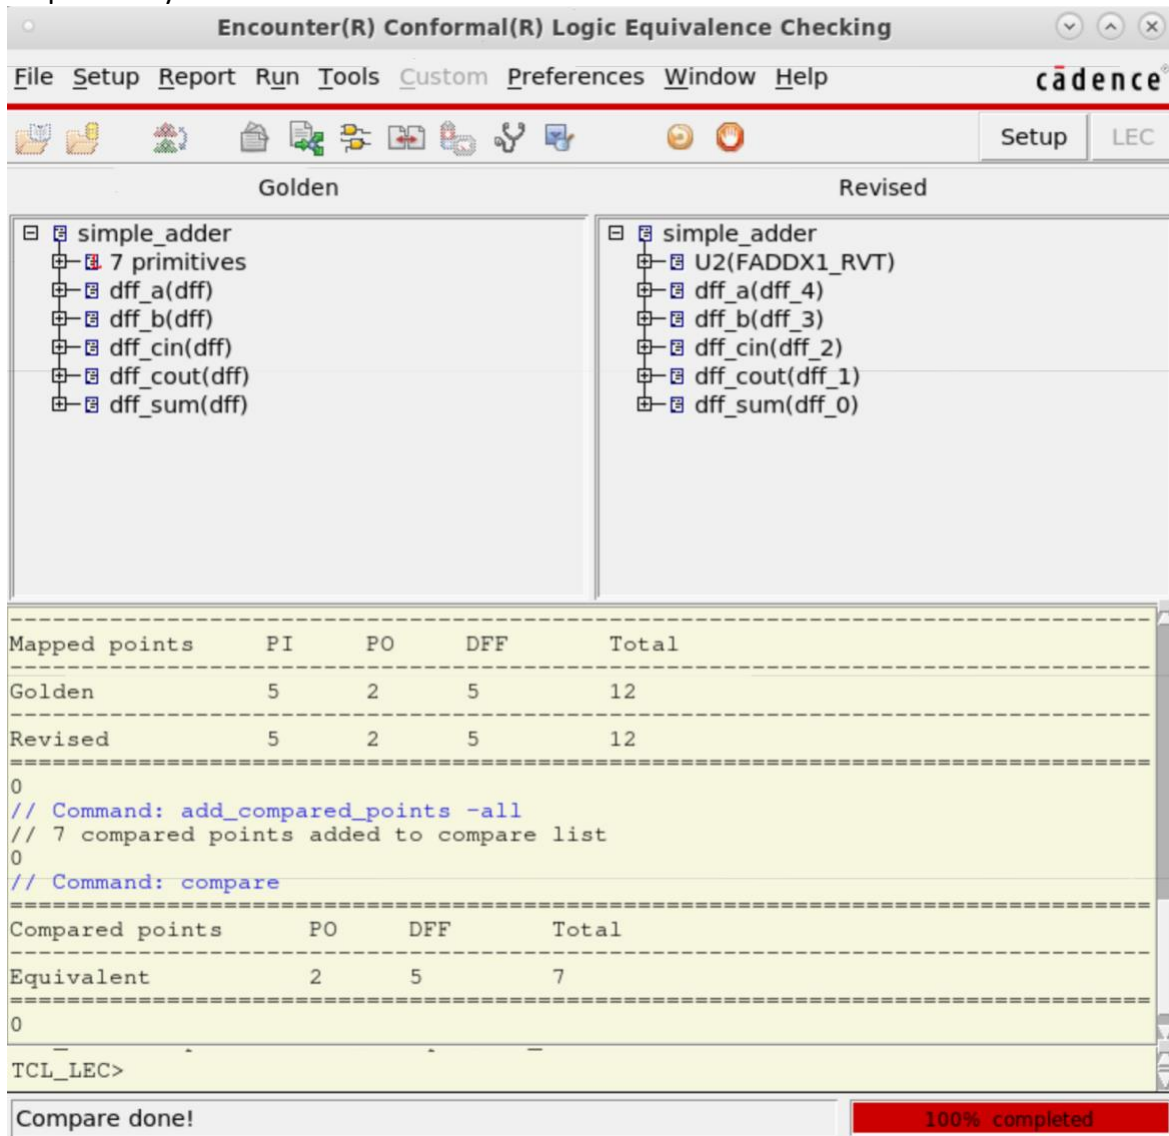 Encounter(R) Conformal(R) Logic Equivalence Checking
File Setup Report Run Tools Custom Preferences Window Help cādence®
Setup LEC
Golden Revised
simple_adder
7 primitives
dff_a(dff)
dff_b(dff)
dff_cin(dff)
dff_cout(dff)
dff_sum(dff)
simple_adder
U2(FADDX1_RVT)
dff_a(dff_4)
dff_b(dff_3)
dff_cin(dff_2)
dff_cout(dff_1)
dff_sum(dff_0)
Mapped points PI PO DFF Total
Golden 5 2 5 12
Revised 5 2 5 12
0
// Command: add_compared_points -all
// 7 compared points added to compare list
0
// Command: compare
Compared points PO DFF Total
Equivalent 2 5 7
0
TCL_LEC>
Compare done! 100% completed